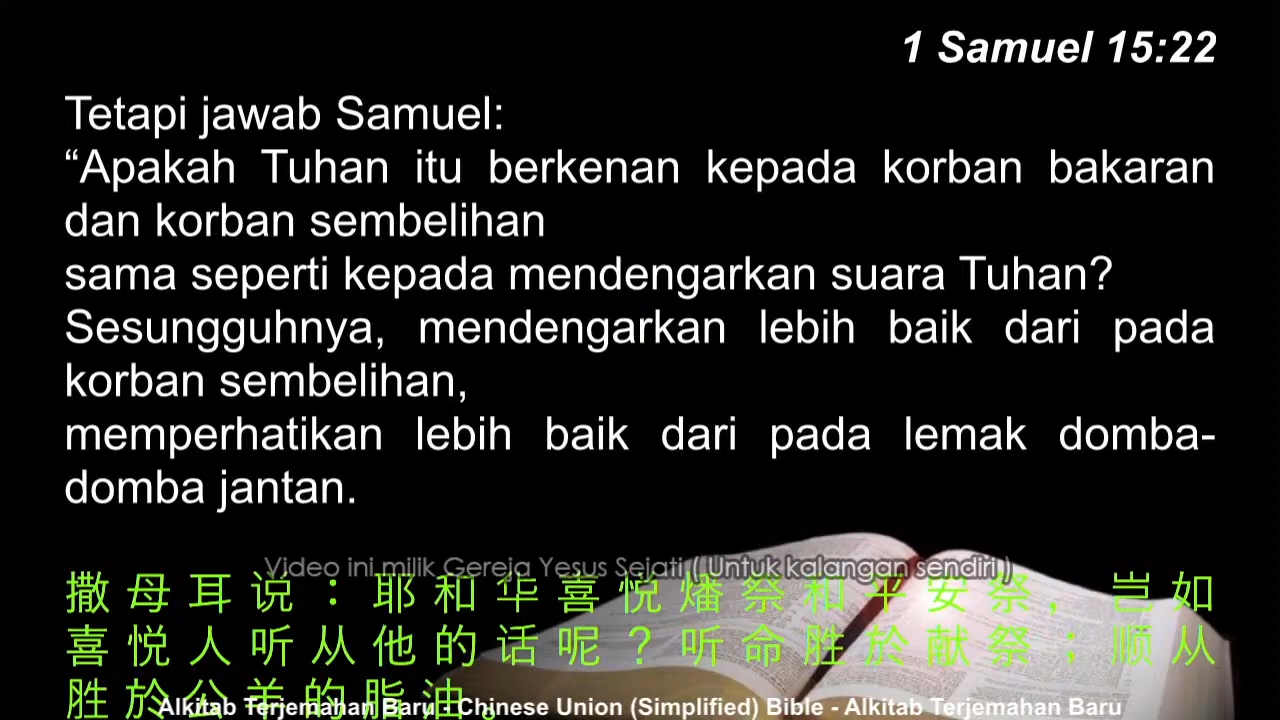 1 Samuel 15:22
Tetapi jawab Samuel:
“Apakah Tuhan itu berkenan kepada korban bakaran
dan korban sembelihan
sama seperti kepada mendengarkan suara Tuhan?
Sesungguhnya, mendengarkan lebih baik dari pada
korban sembelihan,
memperhatikan lebih baik dari pada lemak domba-
domba jantan.
Video ini milik Gereja Yesus Sejati ( Untuk kalangan sendiri )
撒母耳说：耶和华喜悦燔祭和平安祭，岂如
喜悦人听从他的话呢？听命胜於献祭；顺从
胜於公羊的脂油。
Alkitab Terjemahan Baru - Chinese Union (Simplified) Bible - Alkitab Terjemahan Baru